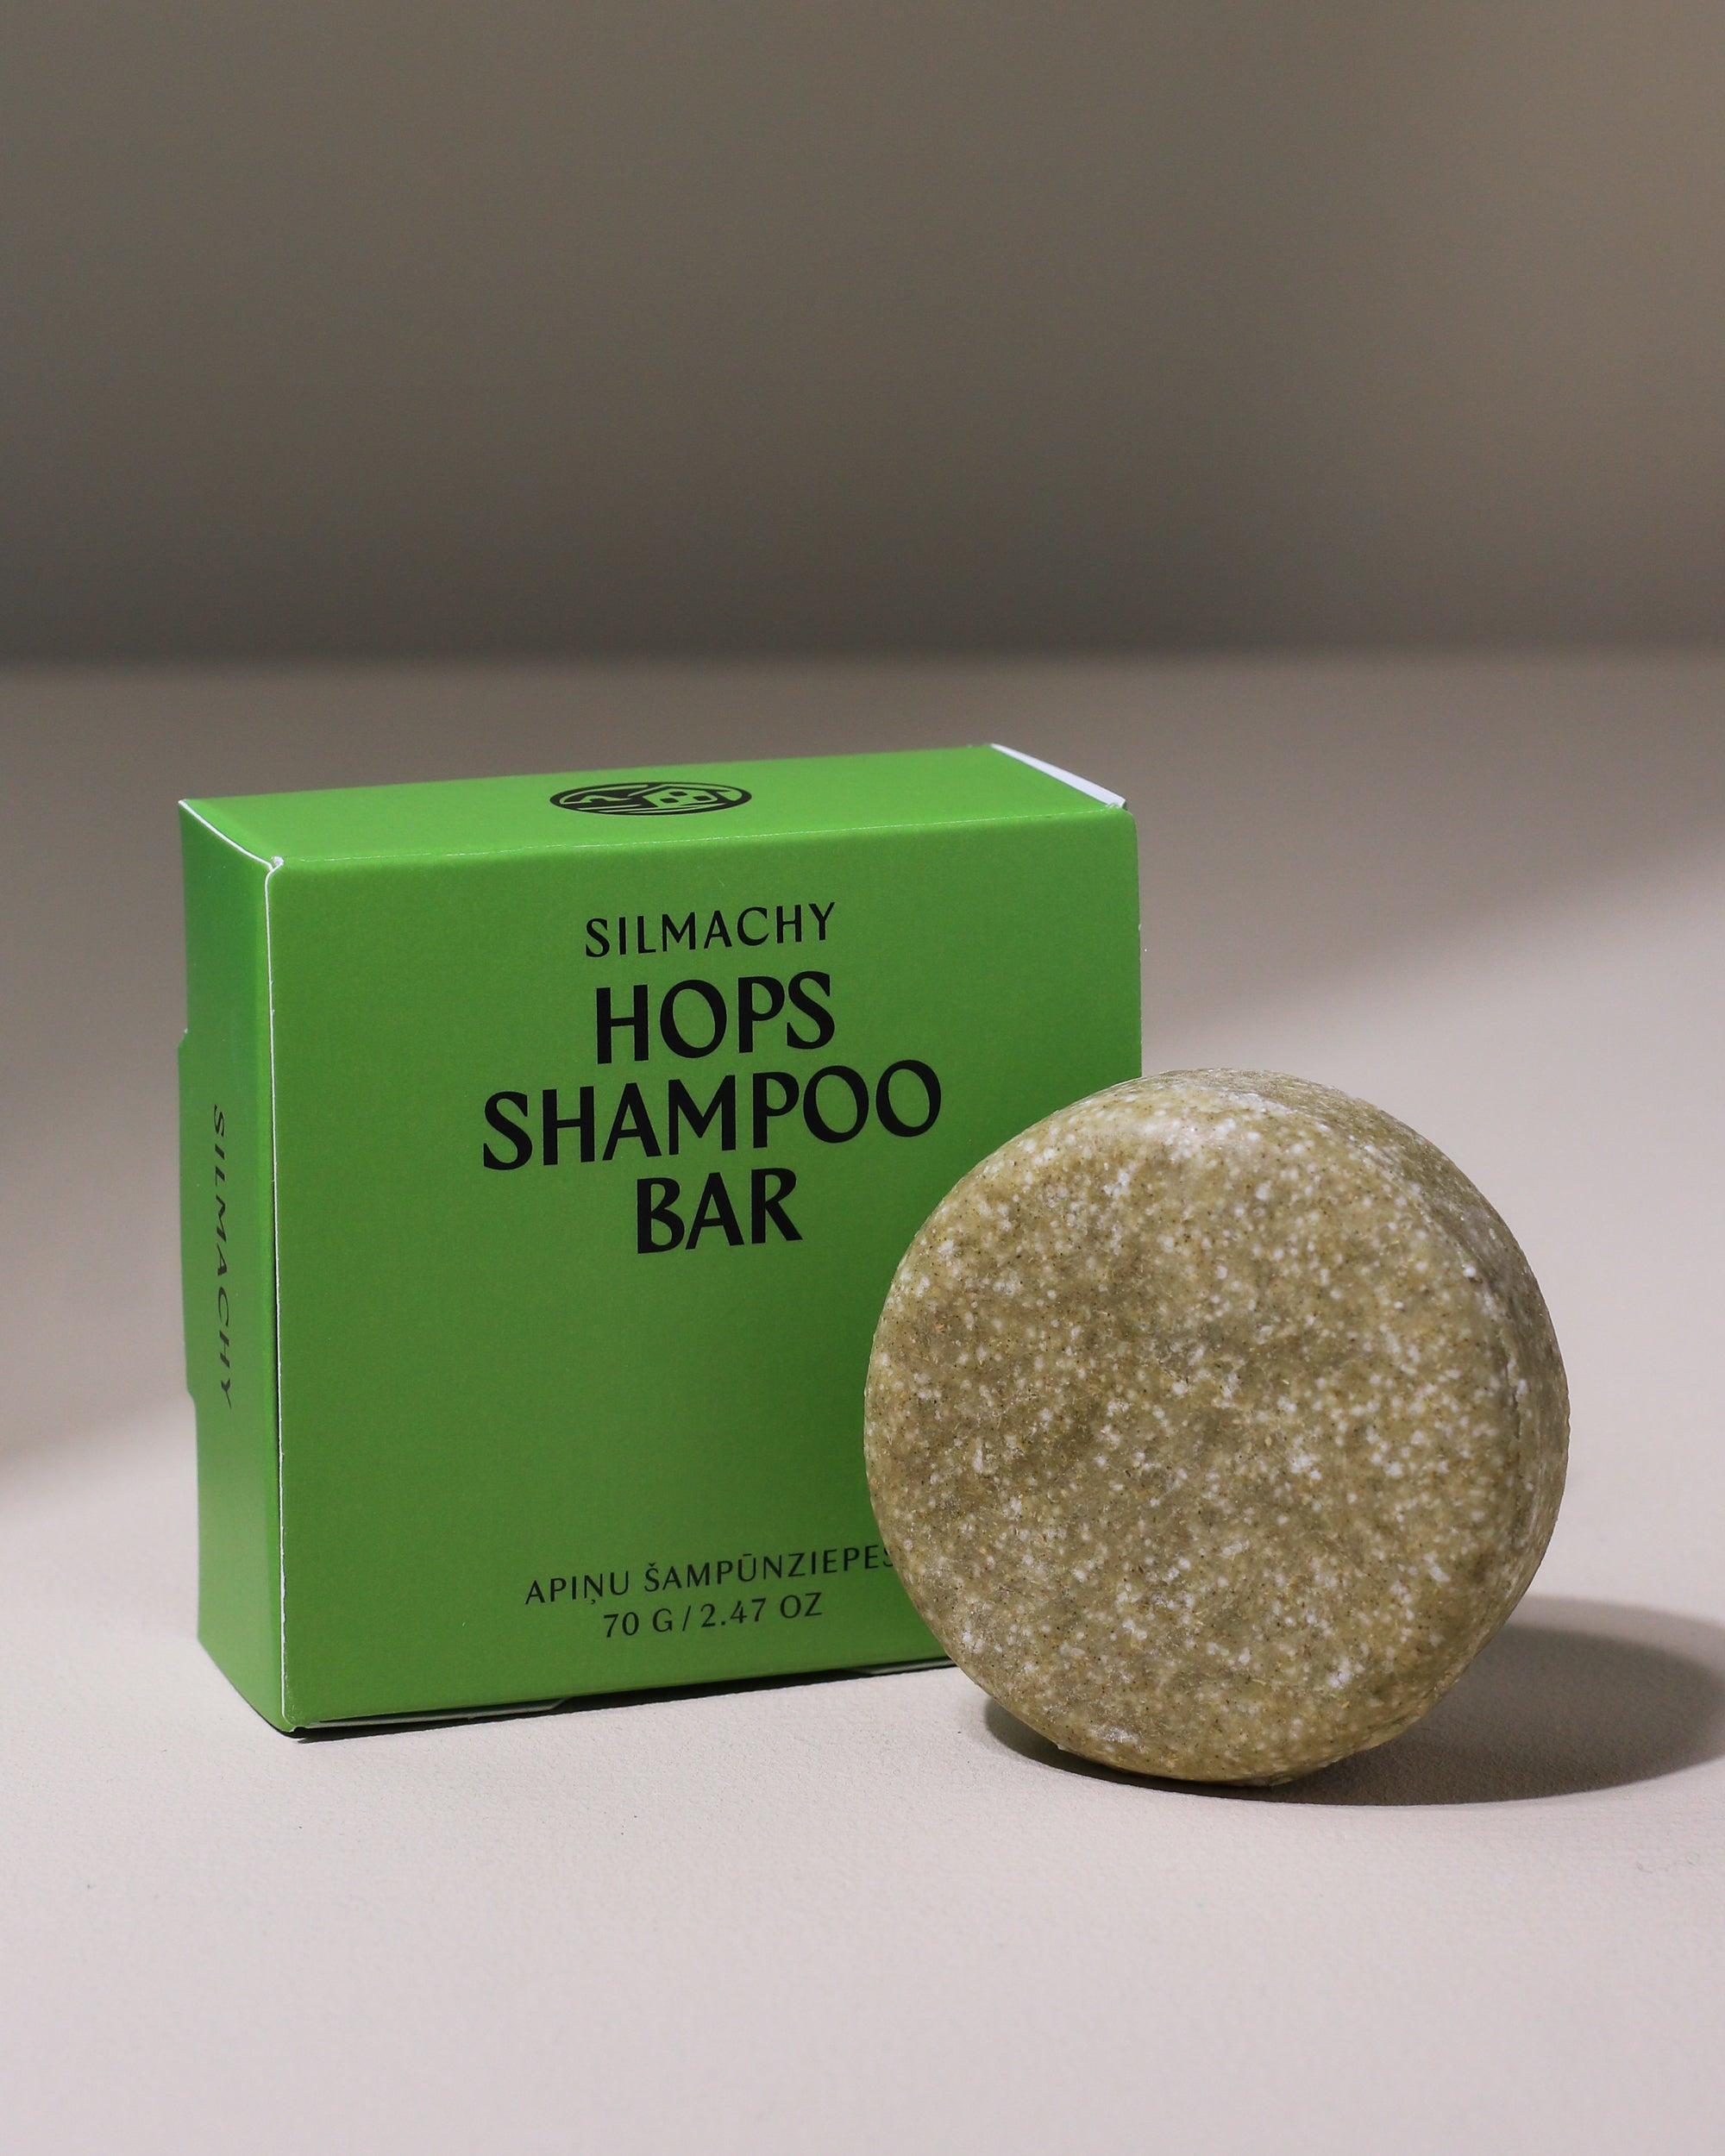 SILMACHY
HOPS
SHAMPOO
BAR
APIŅU ŠAMPŪNZIEPES
70 G / 2.47 OZ
SILMACHY